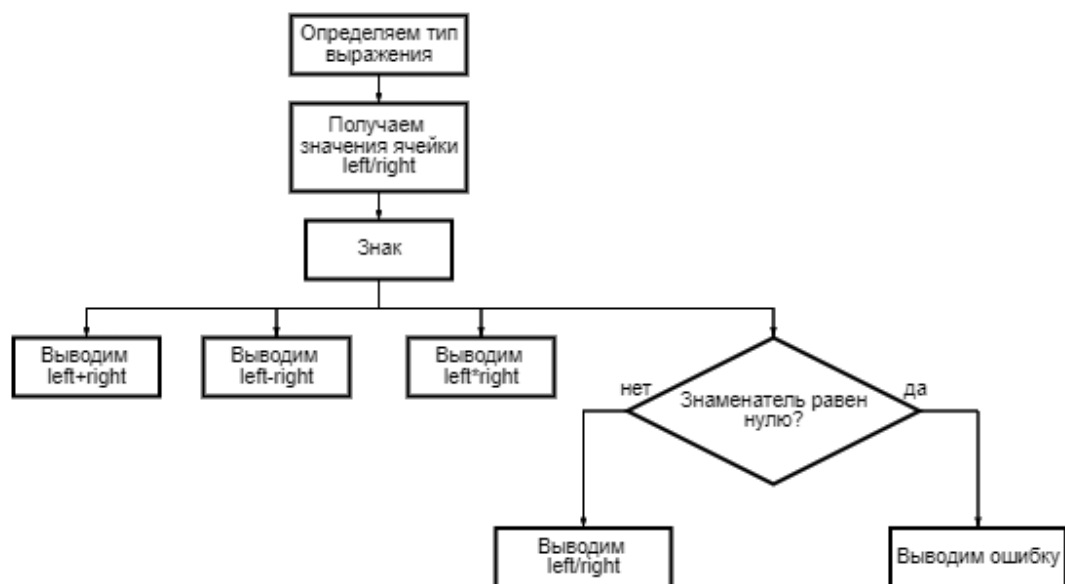 Определяем тип
выражения
Получаем
значения ячейки
left/right
Знак
Выводим
left+right
Выводим
left-right
Выводим
left*right
нет
Знаменатель равен
нулю?
да
Выводим
left/right
Выводим ошибку